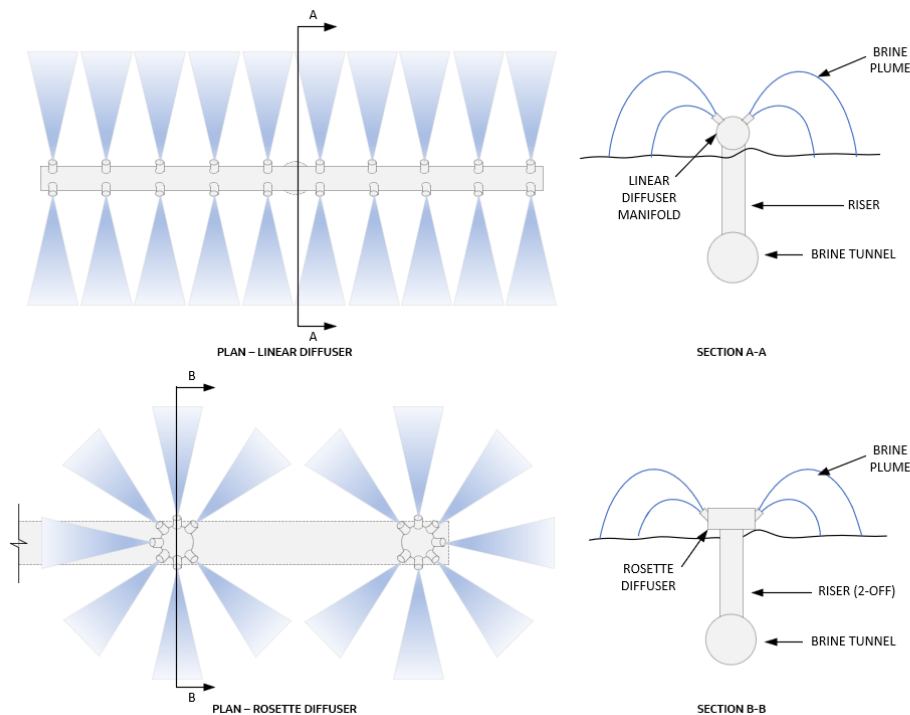 A
A
PLAN – LINEAR DIFFUSER
BRINE
PLUME
LINEAR
DIFFUSER
MANIFOLD
RISER
BRINE TUNNEL
SECTION A-A
B
B
PLAN – ROSETTE DIFFUSER
BRINE
PLUME
ROSETTE
DIFFUSER
RISER (2-OFF)
BRINE TUNNEL
SECTION B-B